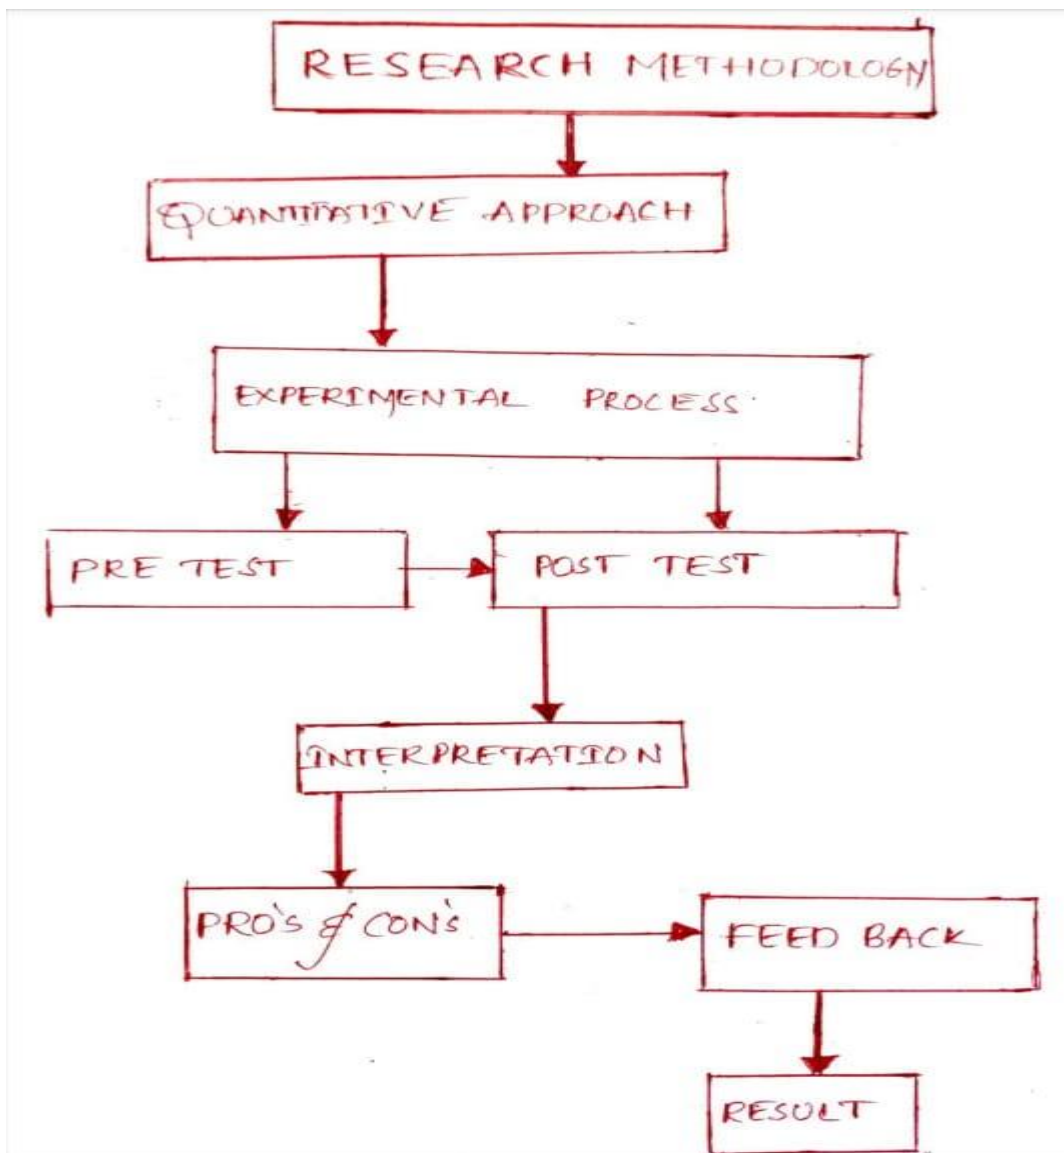 RESEARCH METHODOLOGY
QUANTITATIVE APPROACH
EXPERIMENTAL PROCESS
PRE TEST
POST TEST
INTERPRETATION
PRO'S & CON'S
FEED BACK
RESULT